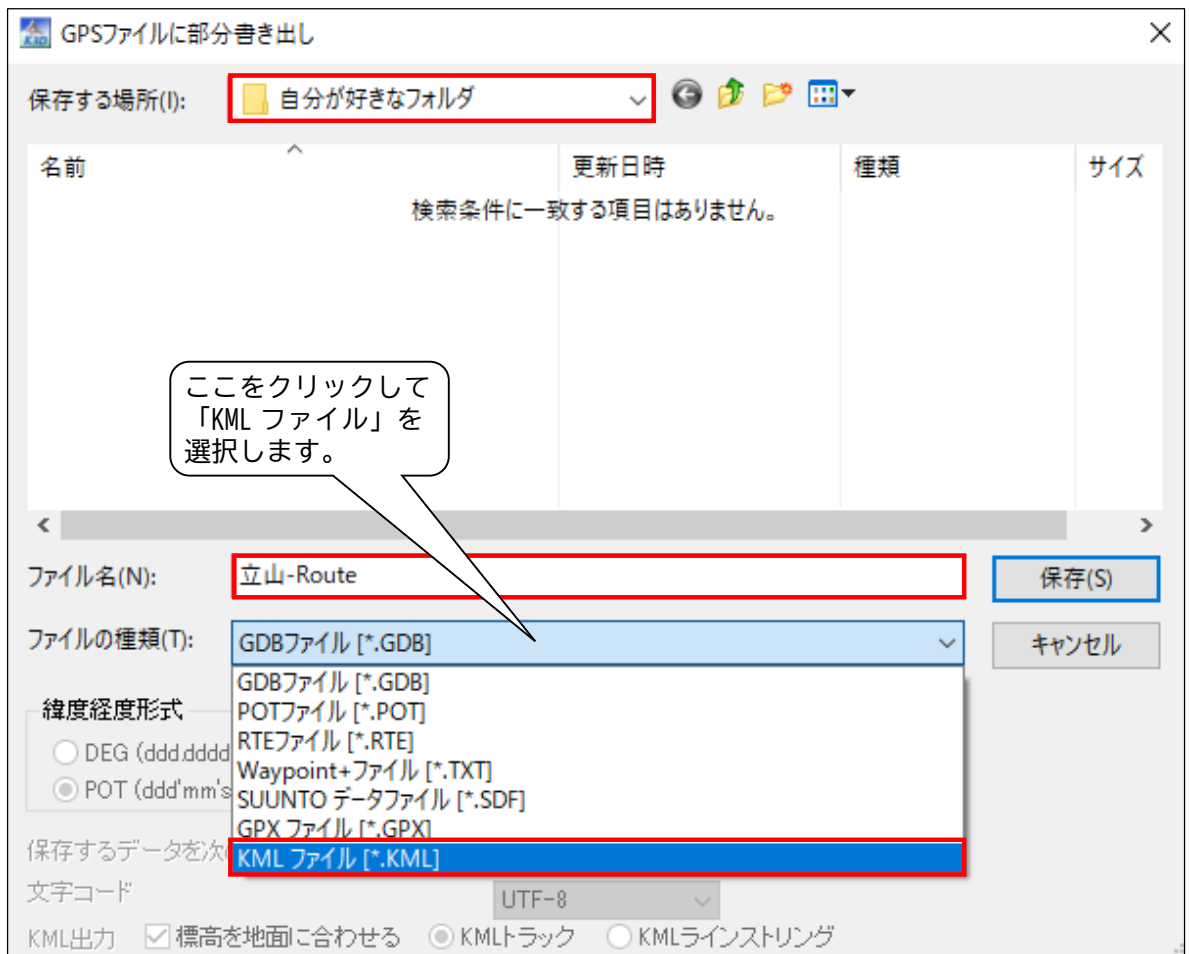 GPSファイルに部分書き出し
保存する場所(I):
自分が好きなフォルダ
名前
更新日時
種類
サイズ
検索条件に一致する項目はありません。
ここをクリックして
「KML ファイル」を
選択します。
ファイル名(N):
立山-Route
保存(S)
ファイルの種類(T):
GDBファイル [*.GDB]
キャンセル
GDBファイル [*.GDB]
POTファイル [*.POT]
RTEファイル [*.RTE]
Waypoint+ファイル [*.TXT]
SUUNTO データファイル [*.SDF]
GPX ファイル [*.GPX]
KML ファイル [*.KML]
緯度経度形式
DEG (ddd.dddd
POT (ddd'mm's
保存するデータを次の
文字コード
UTF-8
KML出力
標高を地面に合わせる
KMLトラック
KMLラインストリング